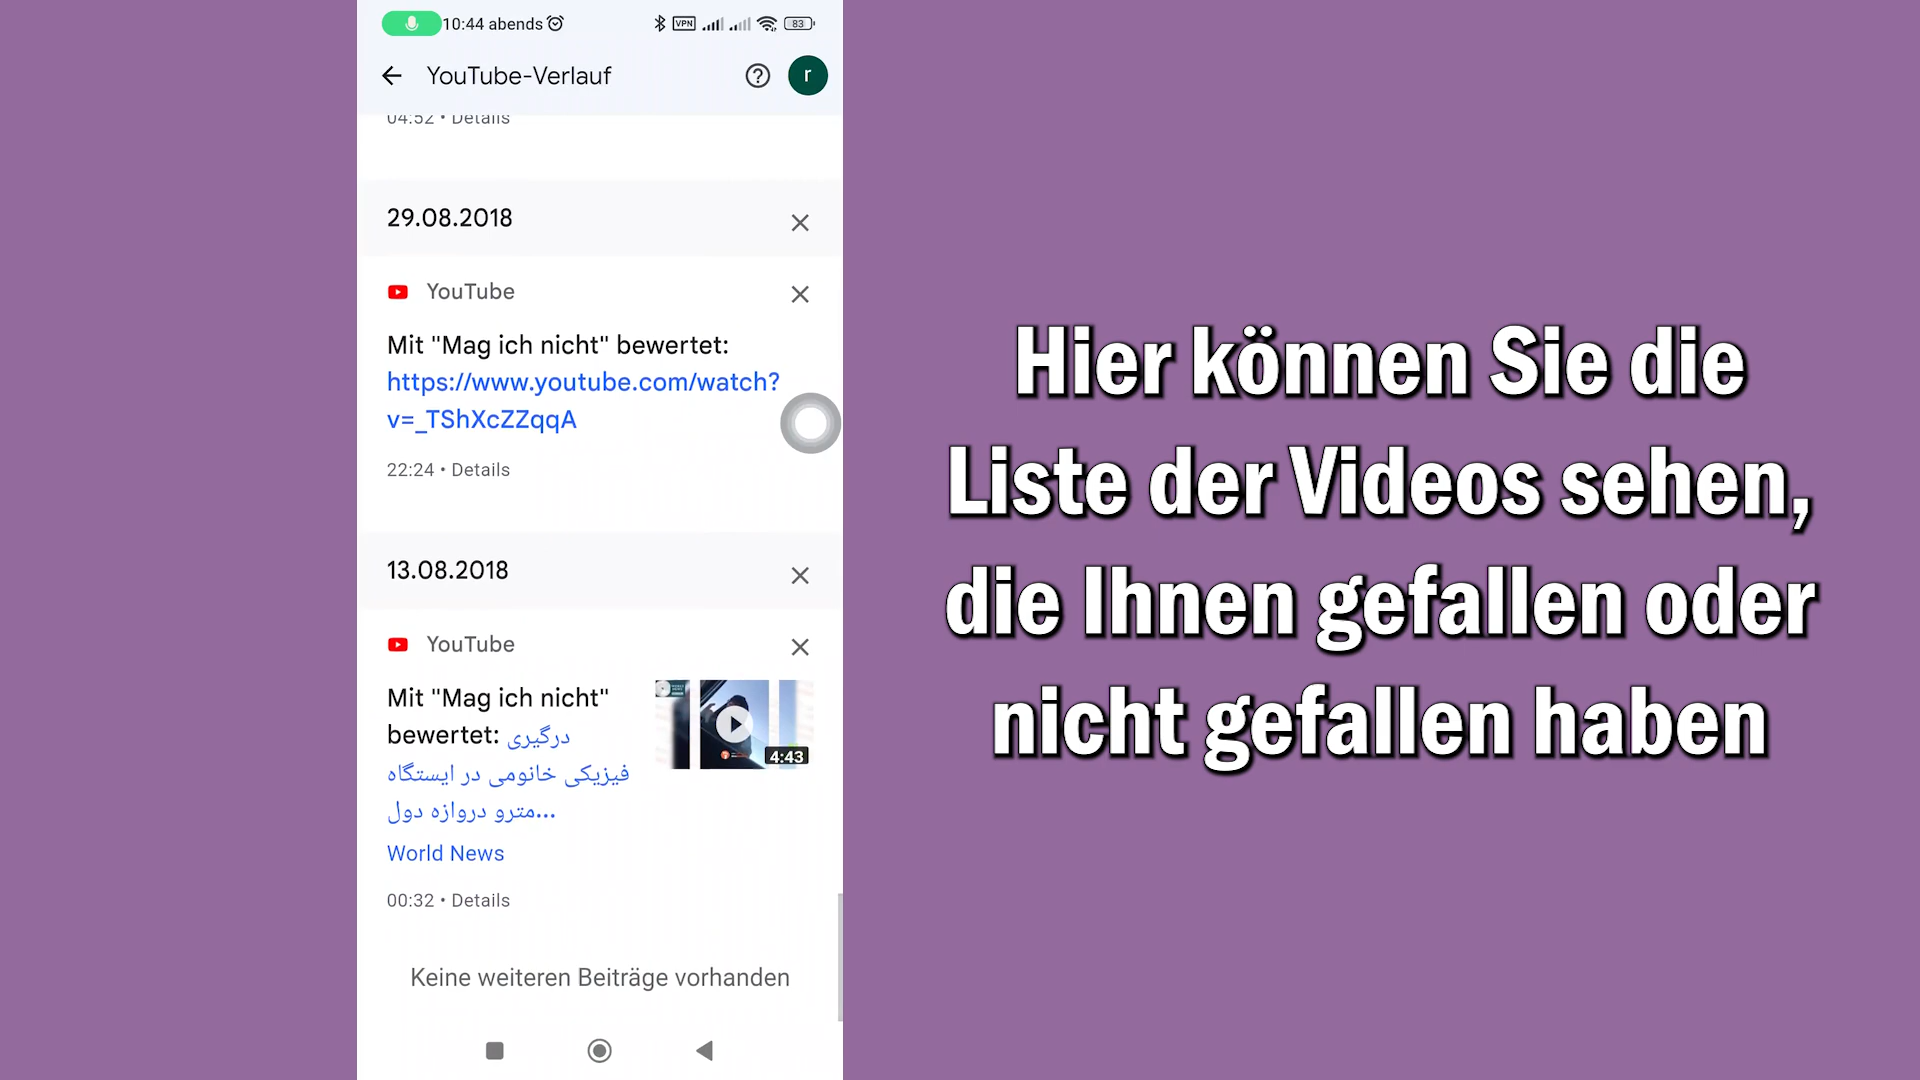 10:44 abends
VPN
83
YouTube-Verlauf
r
04:52 • Details
29.08.2018
YouTube
Mit "Mag ich nicht" bewertet:
https://www.youtube.com/watch?
v=_TShXcZZqqA
22:24 • Details
13.08.2018
YouTube
Mit "Mag ich nicht"
bewertet: درگیری
فیزیکی خانومی در ایستگاه
مترو دروازه دول...
4:43
World News
00:32 • Details
Keine weiteren Beiträge vorhanden
Hier können Sie die
Liste der Videos sehen,
die Ihnen gefallen oder
nicht gefallen haben